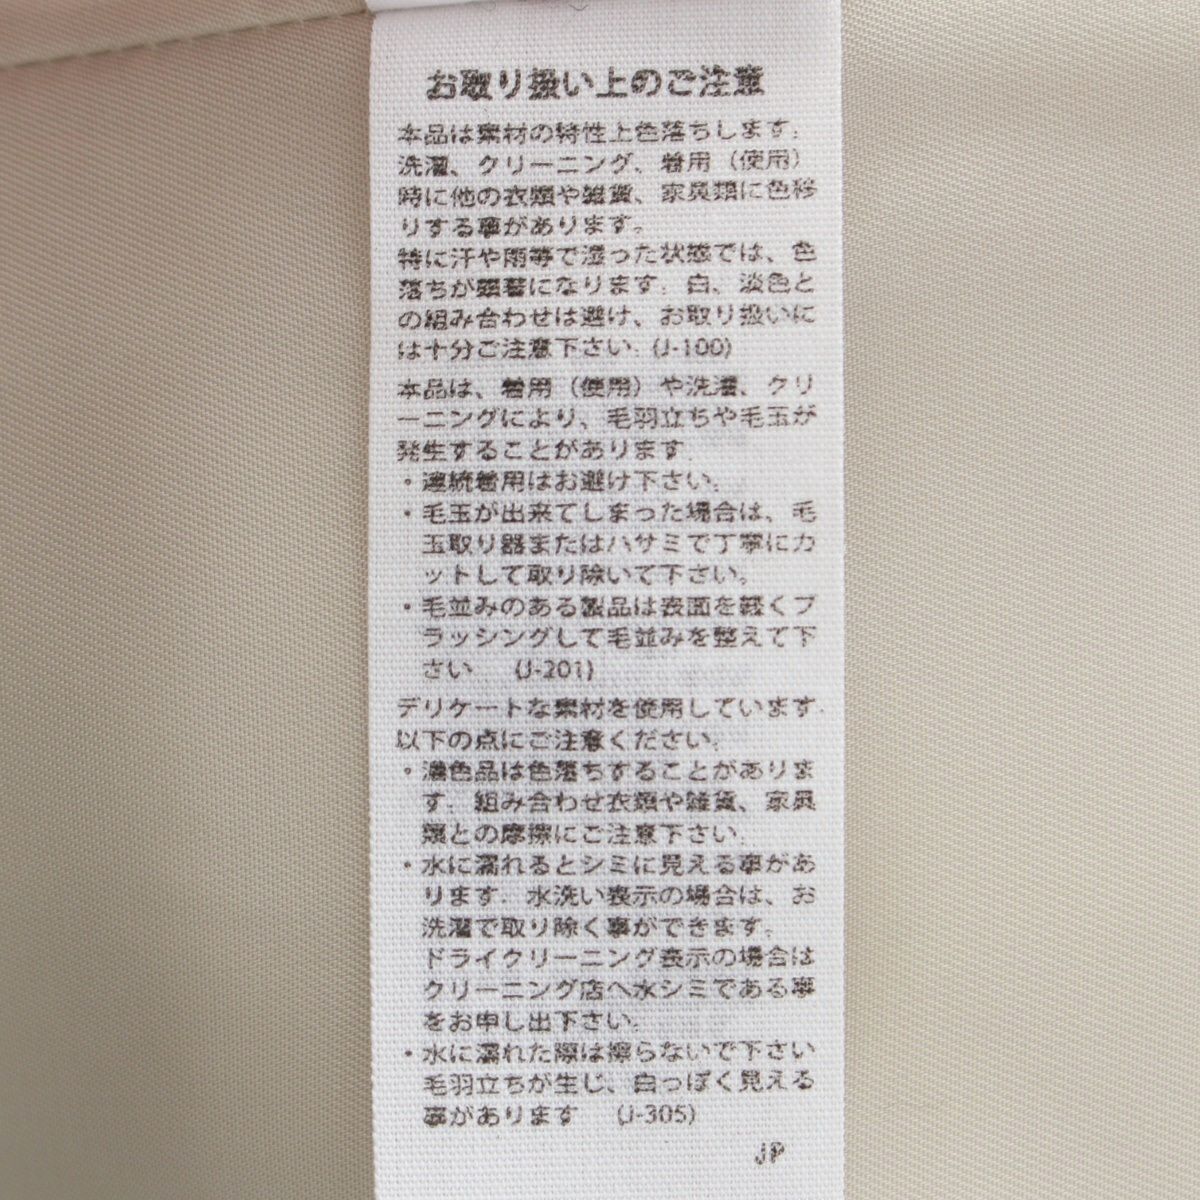 お取り扱い上のご注意
本品は素材の特性上色落ちします。
洗濯、クリーニング、着用（使用）
時に他の衣類や雑貨、家具類に色移
りする事があります。
特に汗や雨等で湿った状態では、色
落ちが顕著になります。白、淡色と
の組み合わせは避け、お取り扱いに
は十分ご注意下さい。(J-100)
本品は、着用（使用）や洗濯、クリ
ーニングにより、毛羽立ちや毛玉が
発生することがあります。
・連続着用はお避け下さい。
・毛玉が出来てしまった場合は、毛
玉取り器またはハサミで丁寧にカ
ットして取り除いて下さい。
・毛並みのある製品は表面を軽くブ
ラッシングして毛並みを整えて下
さい　(J-201)
デリケートな素材を使用しています。
以下の点にご注意ください。
・濃色品は色落ちすることがありま
す。組み合わせ衣類や雑貨、家具
類との摩擦にご注意下さい。
・水に濡れるとシミに見える事があ
ります。水洗い表示の場合は、お
洗濯で取り除く事ができます。
ドライクリーニング表示の場合は
クリーニング店へ水シミである事
をお申し出下さい。
・水に濡れた際は擦らないで下さい
毛羽立ちが生じ、白っぽく見える
事があります　(J-305)
JP